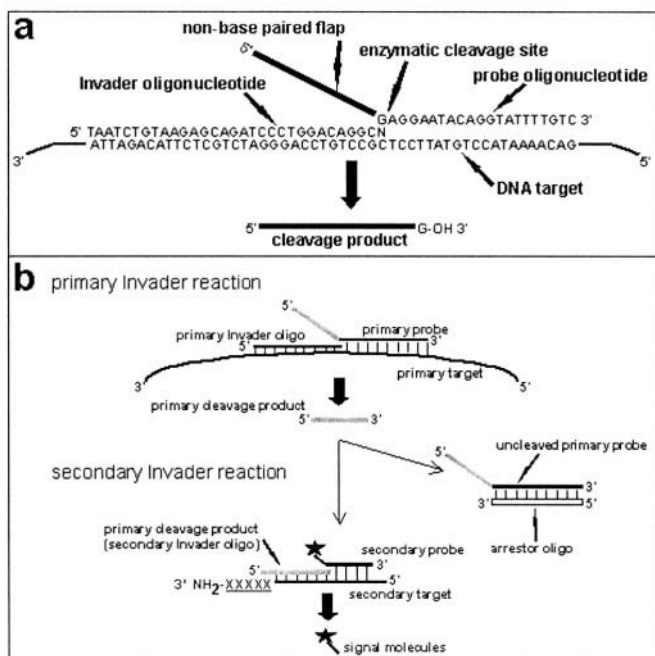 a
non-base paired flap
5'
enzymatic cleavage site
Invader oligonucleotide
probe oligonucleotide
GAGGAATACAGGTATTTTGTC 3'
5' TAATCTGTAAGAGCAGATCCCTGGACAGGCN
3' ATTAGACATTCTCGTCTAGGGACCTGTCCGCTCCTTATGTCCATAAAACAG 5'
DNA target
5' G-OH 3'
cleavage product
b primary Invader reaction
5'
primary Invader oligo primary probe
5' 3'
primary target
3' 5'
primary cleavage product
5' 3'
uncleaved primary probe
5'
3'
3' 5'
arrestor oligo
secondary Invader reaction
primary cleavage product
(secondary Invader oligo)
secondary probe
5' 3'
3' NH2-XXXXX 5'
secondary target
signal molecules